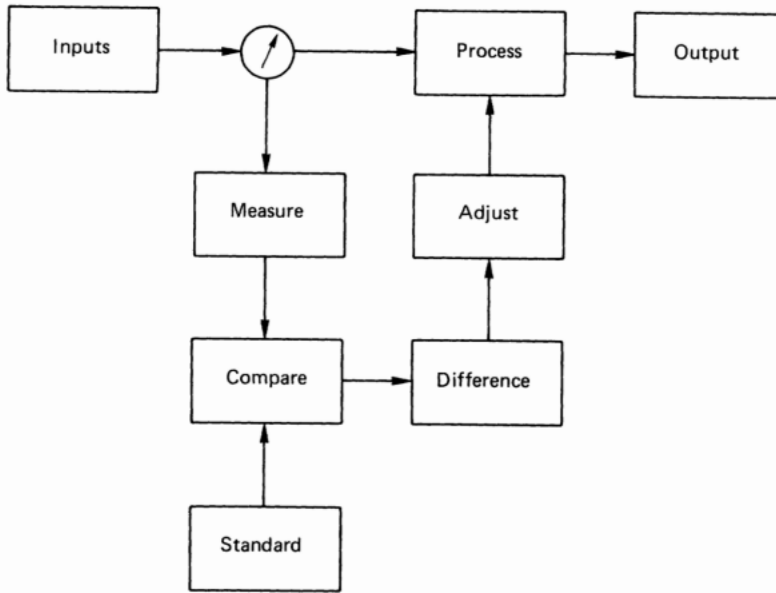 Inputs
Process
Output
Measure
Adjust
Compare
Difference
Standard